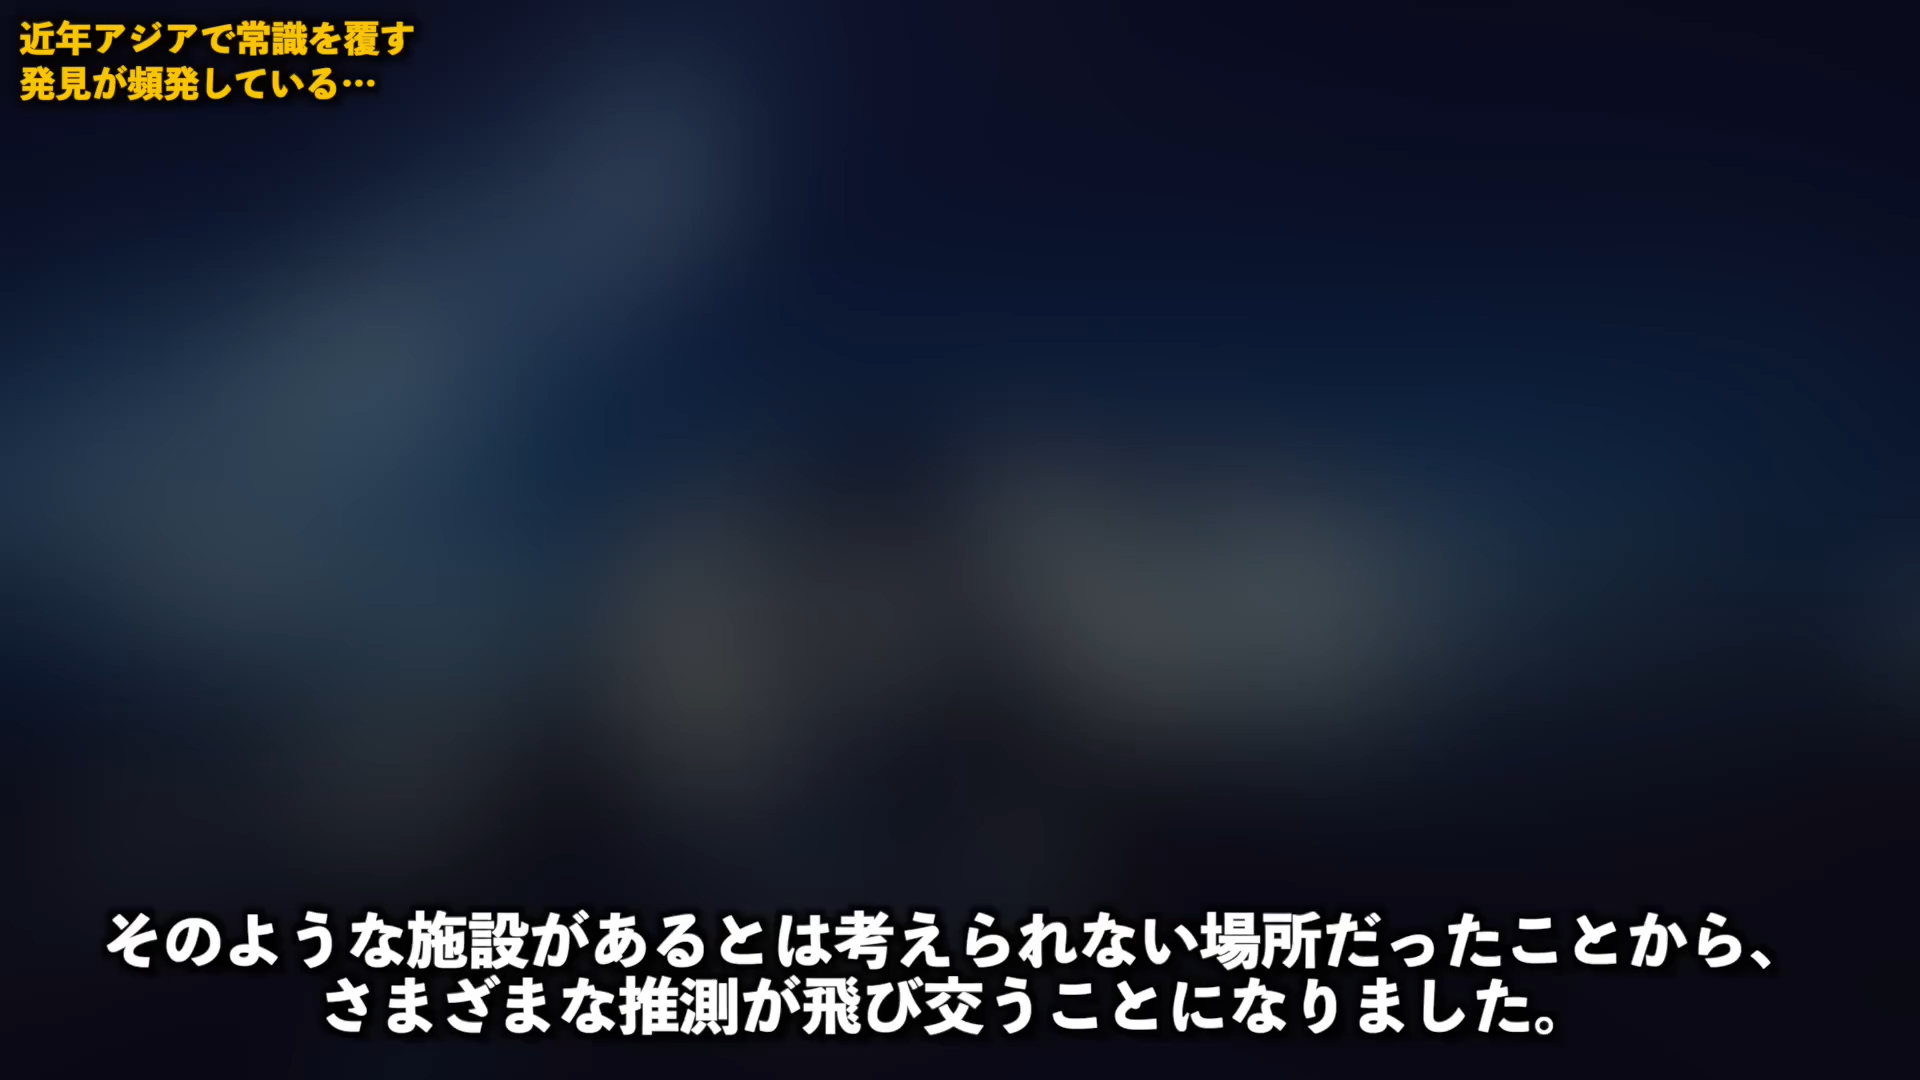 近年アジアで常識を覆す
発見が頻発している…
そのような施設があるとは考えられない場所だったことから、
さまざまな推測が飛び交うことになりました。